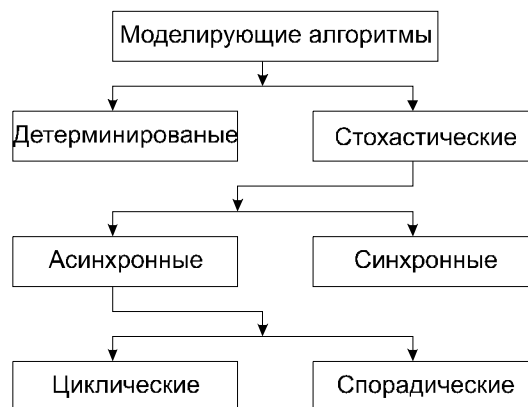 Моделирующие алгоритмы
Детерминированые
Стохастические
Асинхронные
Синхронные
Циклические
Спорадические